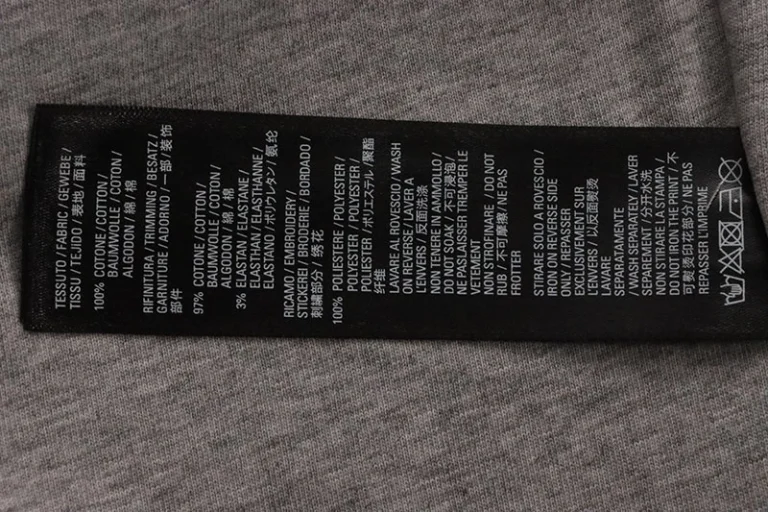 TESSUTO / FABRIC / GEWEBE /
TISSU / TEJIDO / 表地 / 面料
100% COTONE / COTTON /
BAUMWOLLE / COTON /
ALGODON / 綿 棉
RIFINITURA / TRIMMING / BESATZ /
GARNITURE / ADORNO / 一部 / 装饰
部件
97% COTONE / COTTON /
BAUMWOLLE / COTON /
ALGODON / 綿 棉
3% ELASTAN / ELASTANE /
ELASTHAN / ELASTHANNE /
ELASTANO / ポリウレタン / 氨纶
RICAMO / EMBROIDERY /
STICKEREI / BRODERIE / BORDADO /
刺繍部分 / 绣花
100% POLIESTERE / POLYESTER /
POLYESTER / POLYESTER /
POLYESTER / ポリエステル / 聚酯
纤维
LAVARE AL ROVESCIO / WASH
ON REVERSE / LAVER A
L'ENVERS / 反面洗涤
NON TENERE IN AMMOLLO /
DO NOT SOAK / 不可浸泡 /
NE PAS LAISSER TREMPER LE
VETEMENT
NON STROFINARE / DO NOT
RUB / 不可摩擦 / NE PAS
FROTTER
STIRARE SOLO A ROVESCIO /
IRON ON REVERSE SIDE
ONLY / REPASSER
EXCLUSIVEMENT SUR
L'ENVERS / 以反面熨烫
LAVARE
SEPARATAMENTE
/ WASH SEPARATELY / LAVER
SEPAREMENT / 分开水洗
NON STIRARE LA STAMPA /
DO NOT IRON THE PRINT / 不
可熨烫印花部分 / NE PAS
REPASSER L'IMPRIME